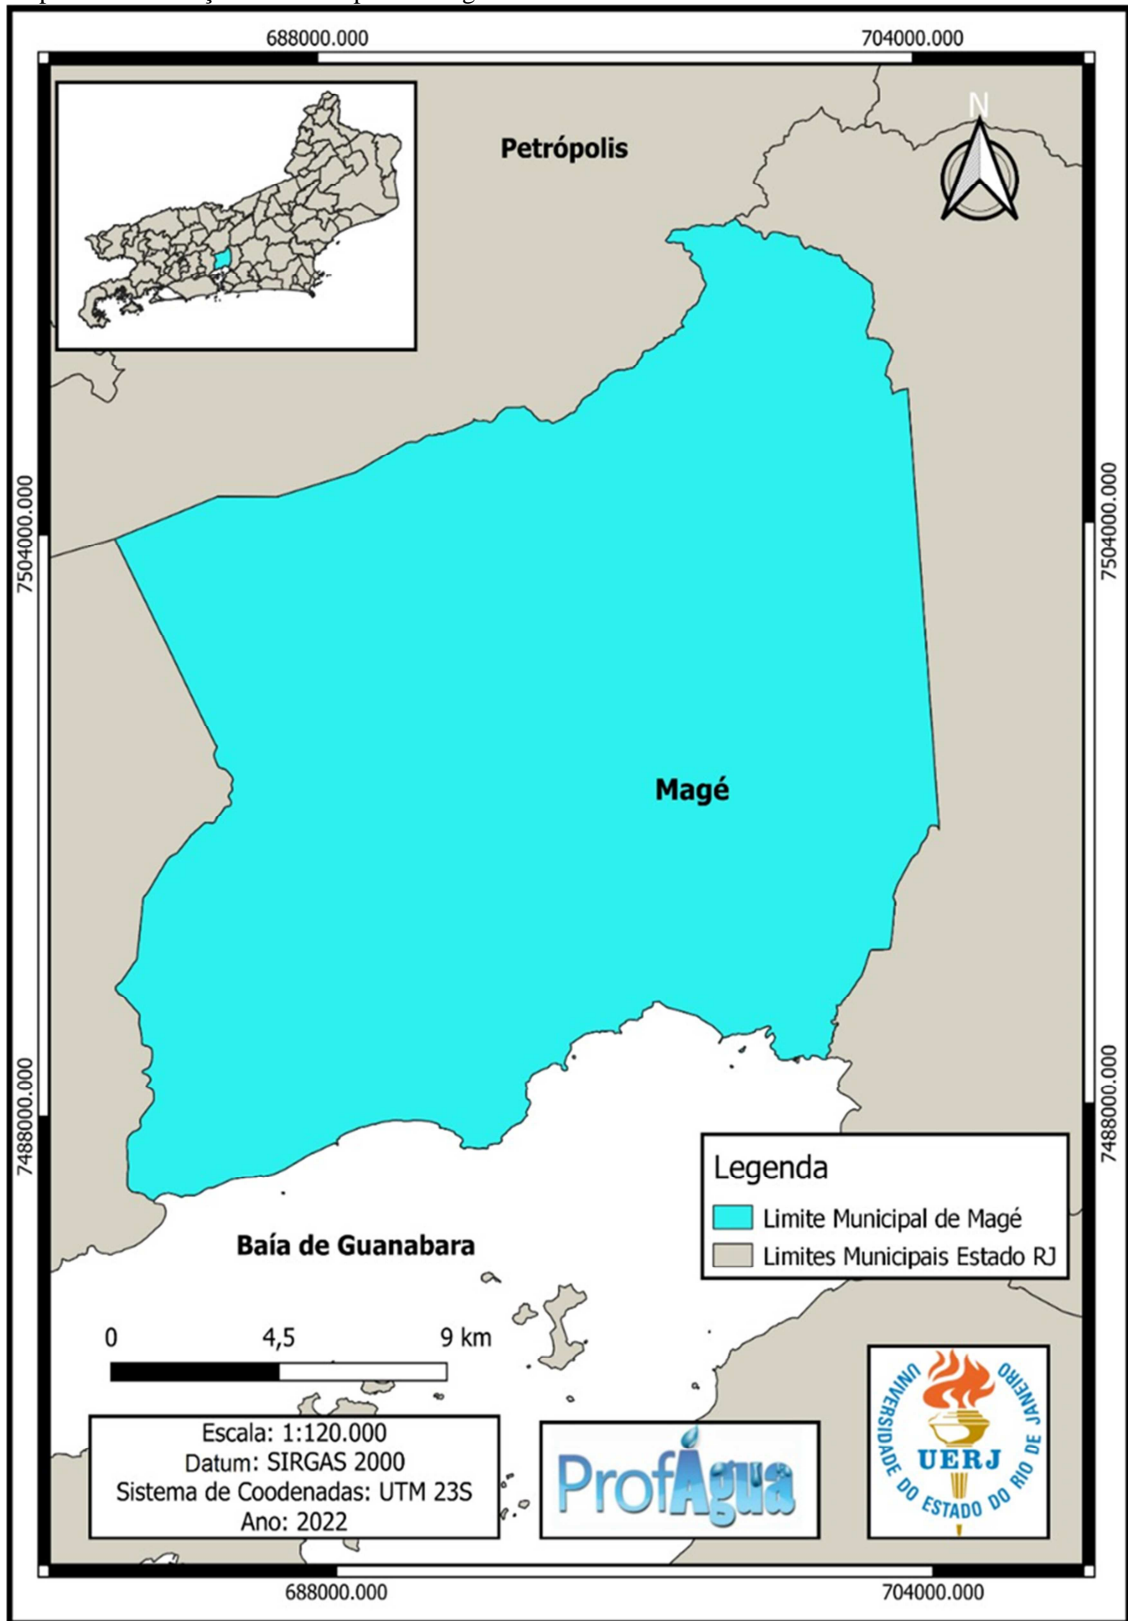 688000.000
704000.000
Petrópolis
N
7504000.000
7504000.000
Magé
7488000.000
7488000.000
Legenda
Limite Municipal de Magé
Limites Municipais Estado RJ
Baía de Guanabara
0 4,5 9 km
Escala: 1:120.000
Datum: SIRGAS 2000
Sistema de Coodenadas: UTM 23S
Ano: 2022
ProfÁgua
UNIVERSIDADE DO ESTADO DO RIO DE JANEIRO
UERJ
688000.000
704000.000